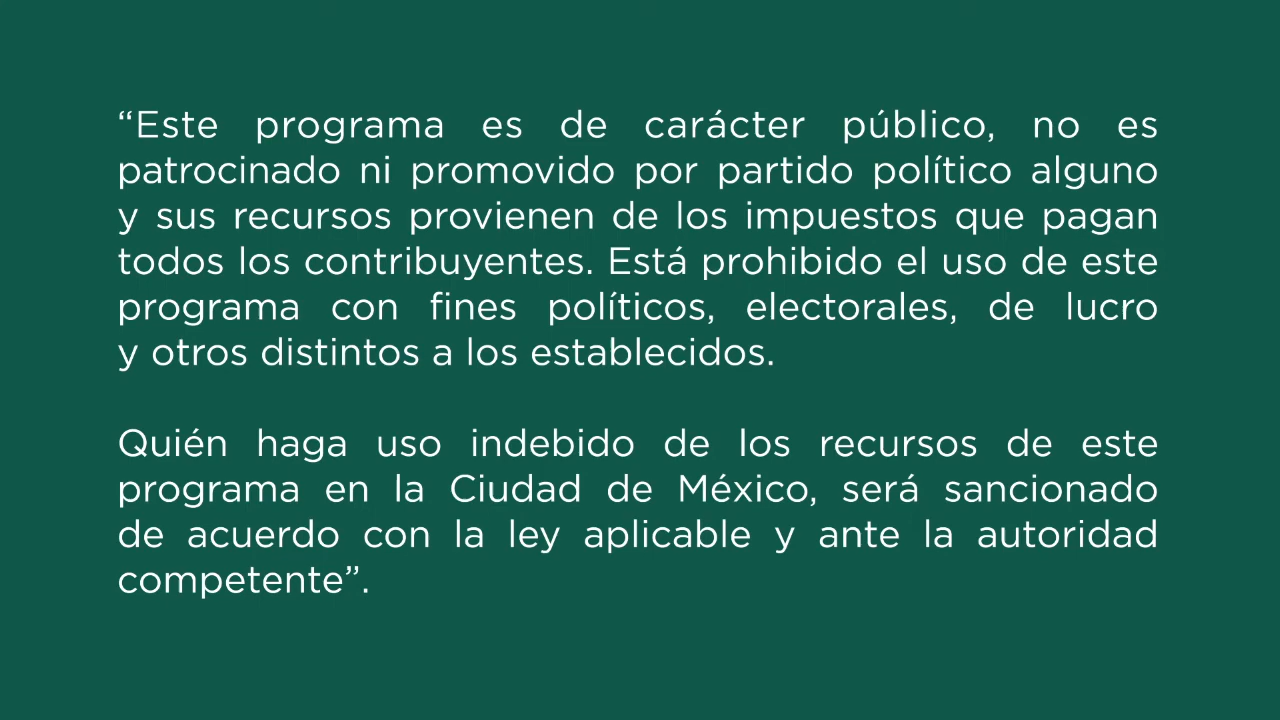 “Este programa es de carácter público, no es
patrocinado ni promovido por partido político alguno
y sus recursos provienen de los impuestos que pagan
todos los contribuyentes. Está prohibido el uso de este
programa con fines políticos, electorales, de lucro
y otros distintos a los establecidos.
Quién haga uso indebido de los recursos de este
programa en la Ciudad de México, será sancionado
de acuerdo con la ley aplicable y ante la autoridad
competente”.